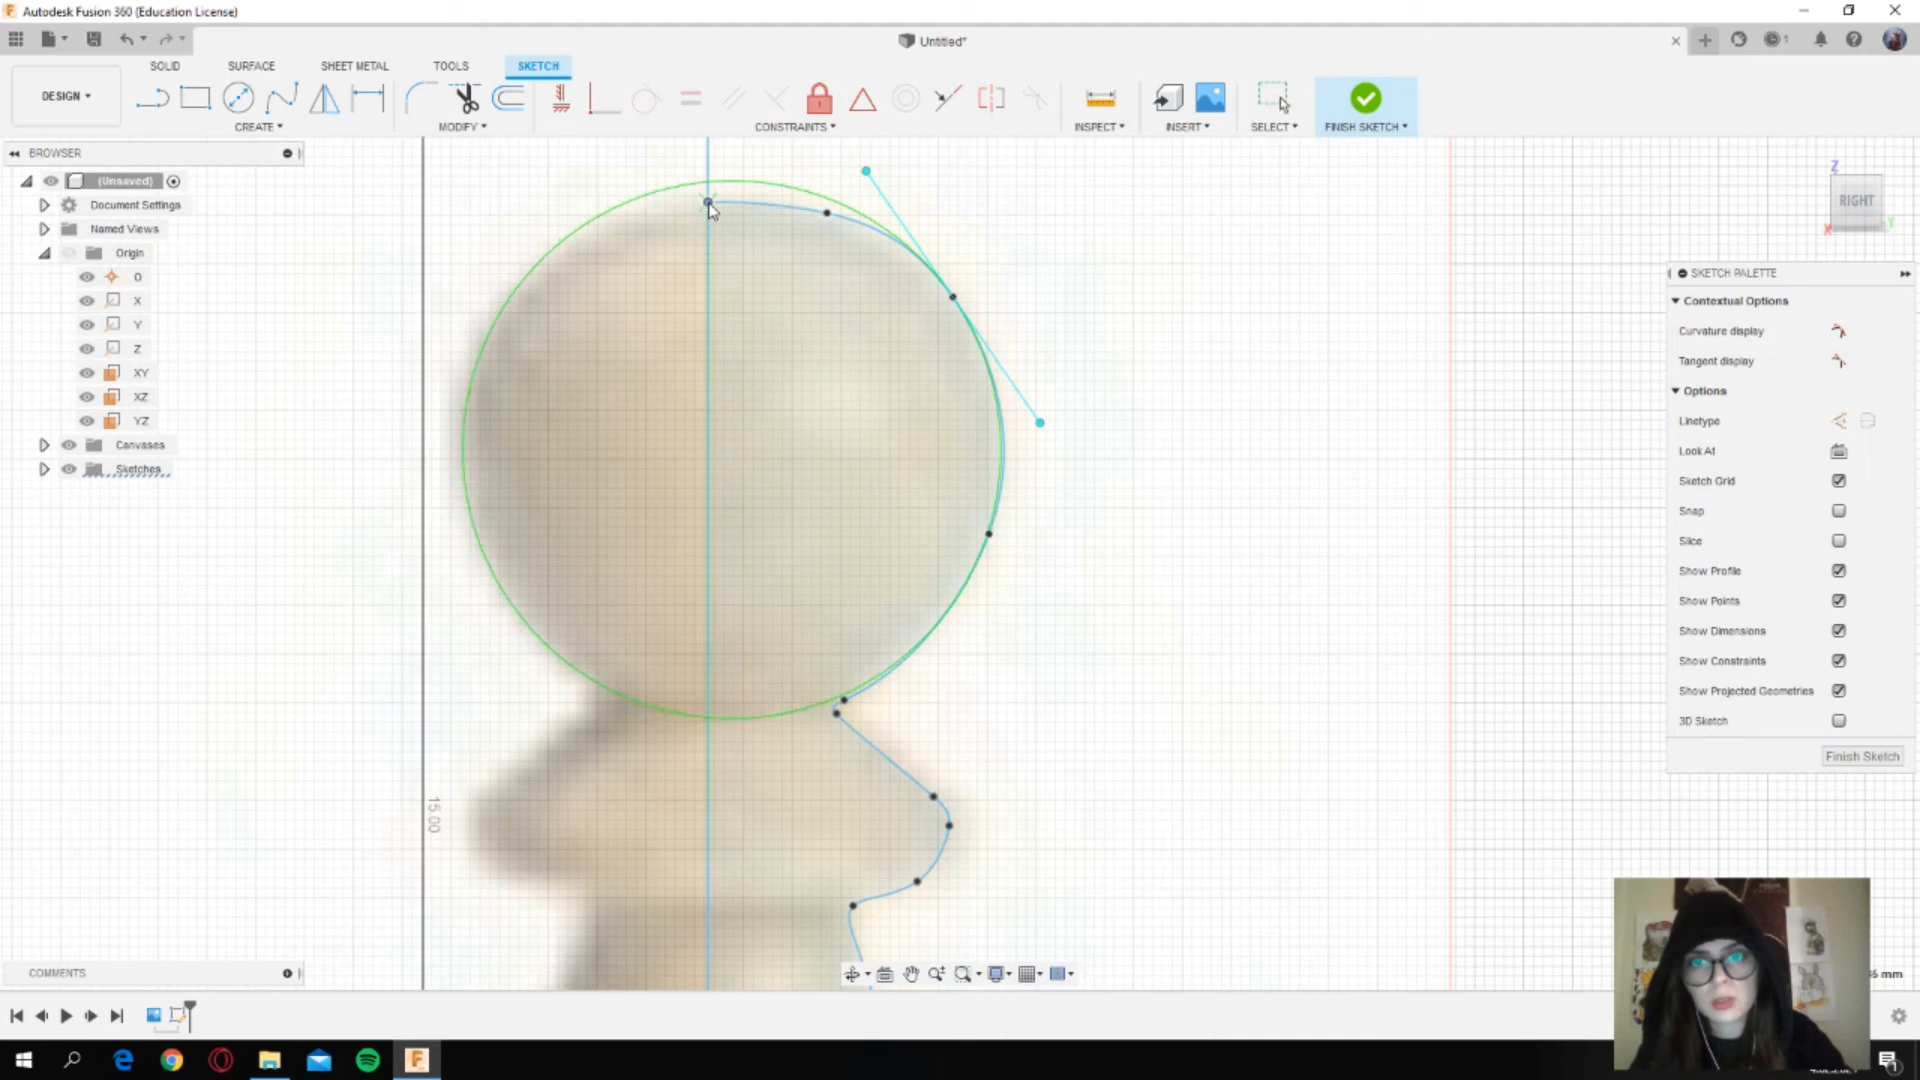 Autodesk Fusion 360 (Education License)
Untitled*
1
SOLID
SURFACE
SHEET METAL
TOOLS
SKETCH
DESIGN
CREATE
MODIFY
CONSTRAINTS
INSPECT
INSERT
SELECT
FINISH SKETCH
BROWSER
(Unsaved)
Document Settings
Named Views
Origin
O
X
Y
Z
XY
XZ
YZ
Canvases
Sketches
Z
RIGHT
X
Y
SKETCH PALETTE
Contextual Options
Curvature display
Tangent display
Options
Linetype
Look At
Sketch Grid
Snap
Slice
Show Profile
Show Points
Show Dimensions
Show Constraints
Show Projected Geometries
3D Sketch
Finish Sketch
15.00
COMMENTS
mm
F
1